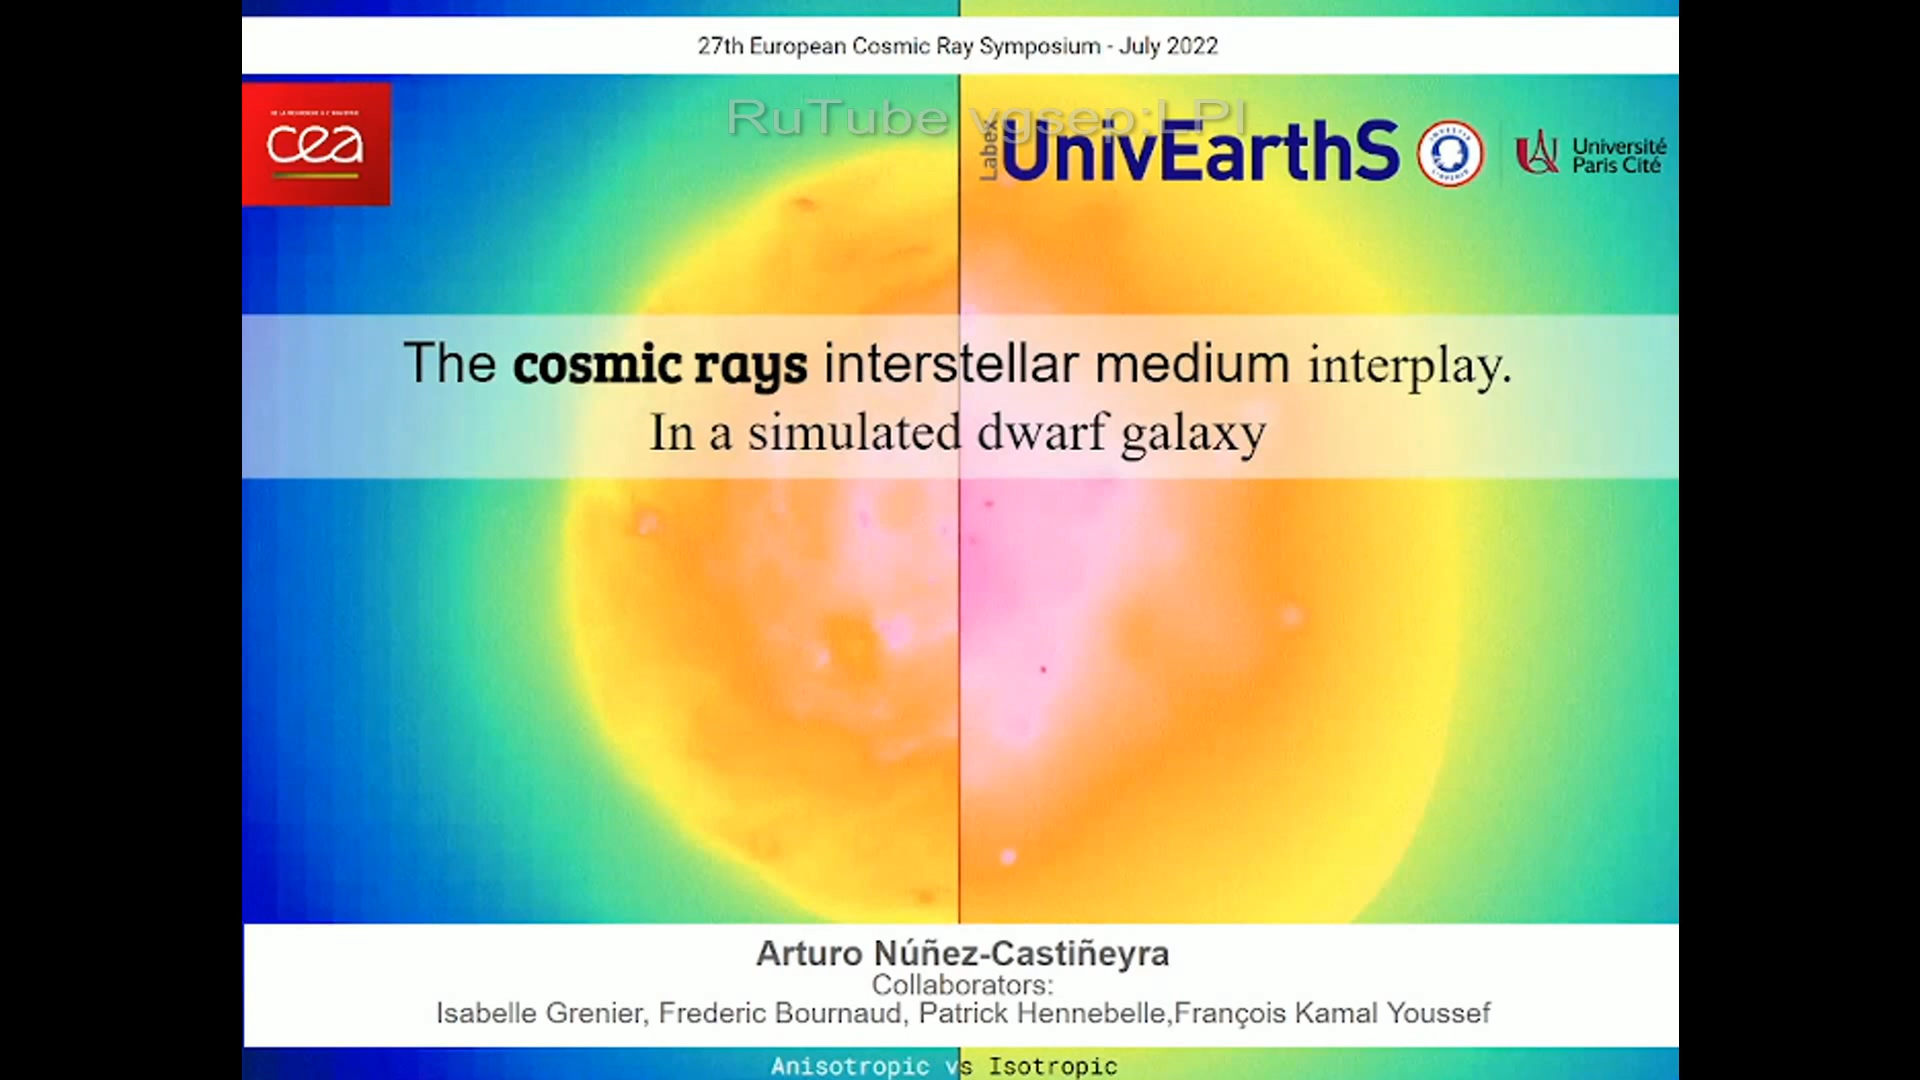 27th European Cosmic Ray Symposium - July 2022
RuTube vgsep:LPI
cea
Labex UnivEarthS
Université
Paris Cité
The cosmic rays interstellar medium interplay.
In a simulated dwarf galaxy
Arturo Núñez-Castiñeyra
Collaborators:
Isabelle Grenier, Frederic Bournaud, Patrick Hennebelle,François Kamal Youssef
Anisotropic vs Isotropic